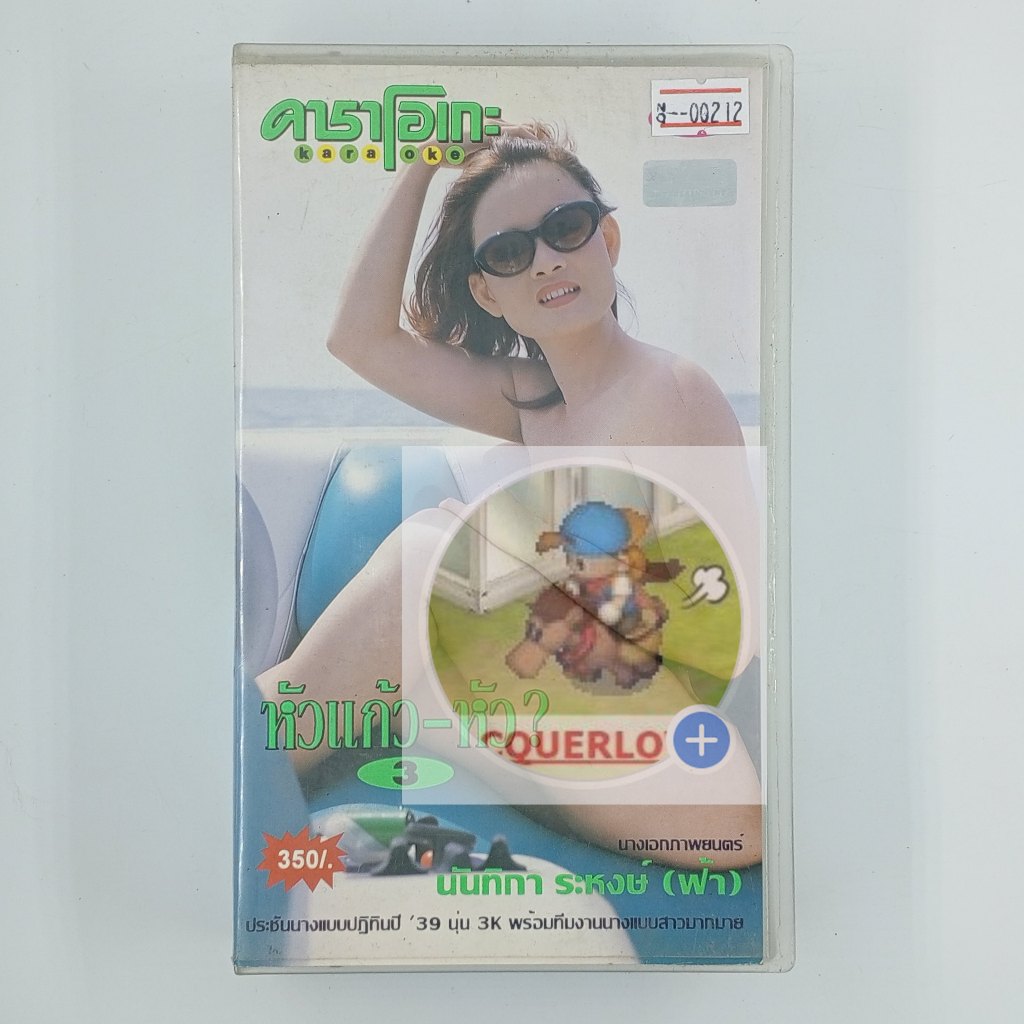 คาราโอเกะ
karaoke
00212
หัวแก้ว-หัว?
3
QUERLO
350/.
นางเอกภาพยนตร์
นันทิกา ระหงษ์ (ฟ้า)
ประชันนางแบบปฏิทินปี '39 นุ่น 3K พร้อมทีมงานนางแบบสาวมากมาย